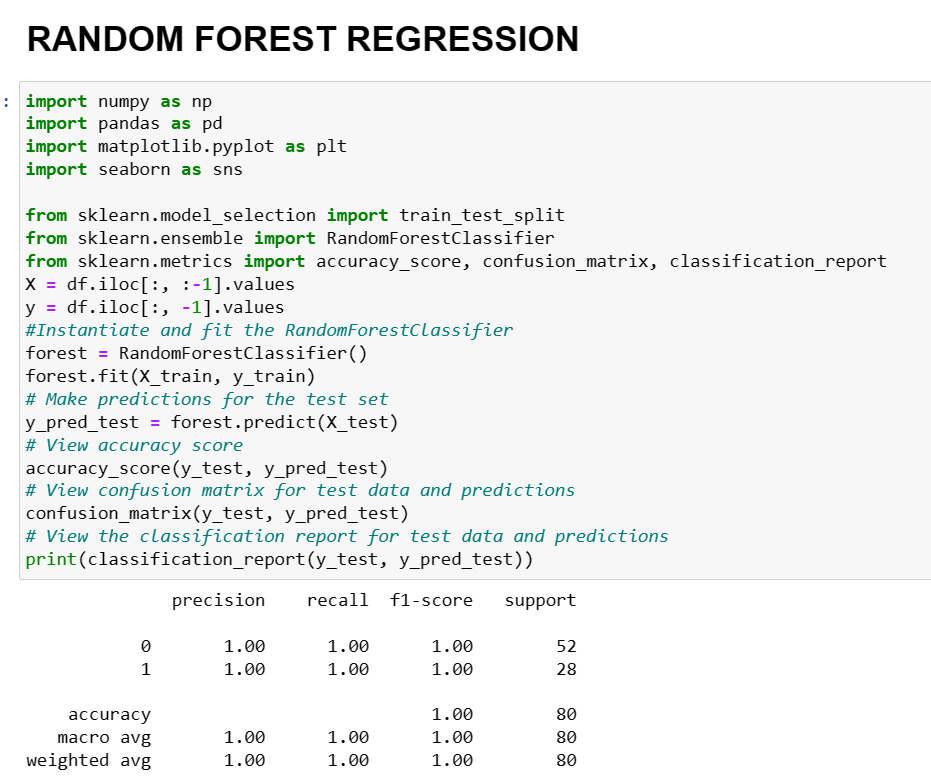 RANDOM FOREST REGRESSION
:
import numpy as np
import pandas as pd
import matplotlib.pyplot as plt
import seaborn as sns
from sklearn.model_selection import train_test_split
from sklearn.ensemble import RandomForestClassifier
from sklearn.metrics import accuracy_score, confusion_matrix, classification_report
X = df.iloc[:, :-1].values
y = df.iloc[:, -1].values
#Instantiate and fit the RandomForestClassifier
forest = RandomForestClassifier()
forest.fit(X_train, y_train)
# Make predictions for the test set
y_pred_test = forest.predict(X_test)
# View accuracy score
accuracy_score(y_test, y_pred_test)
# View confusion matrix for test data and predictions
confusion_matrix(y_test, y_pred_test)
# View the classification report for test data and predictions
print(classification_report(y_test, y_pred_test))
precision recall f1-score support
0 1.00 1.00 1.00 52
1 1.00 1.00 1.00 28
accuracy 1.00 80
macro avg 1.00 1.00 1.00 80
weighted avg 1.00 1.00 1.00 80